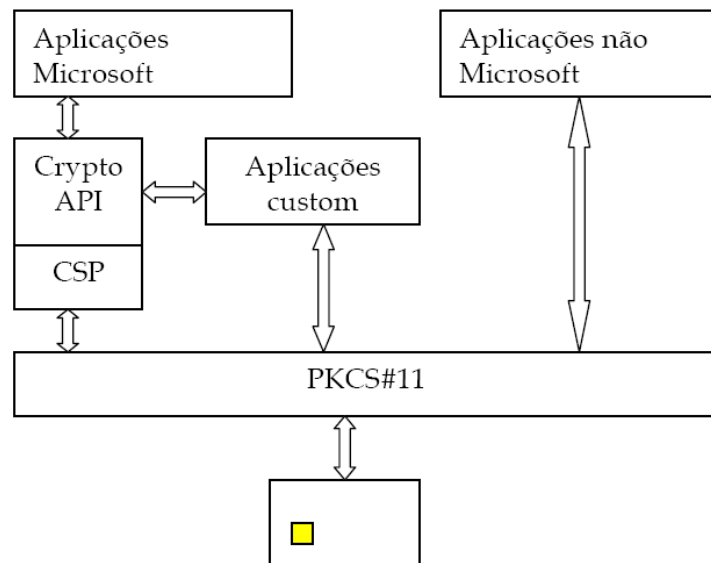 Aplicações
Microsoft
Aplicações não
Microsoft
Crypto
API
Aplicações
custom
CSP
PKCS#11